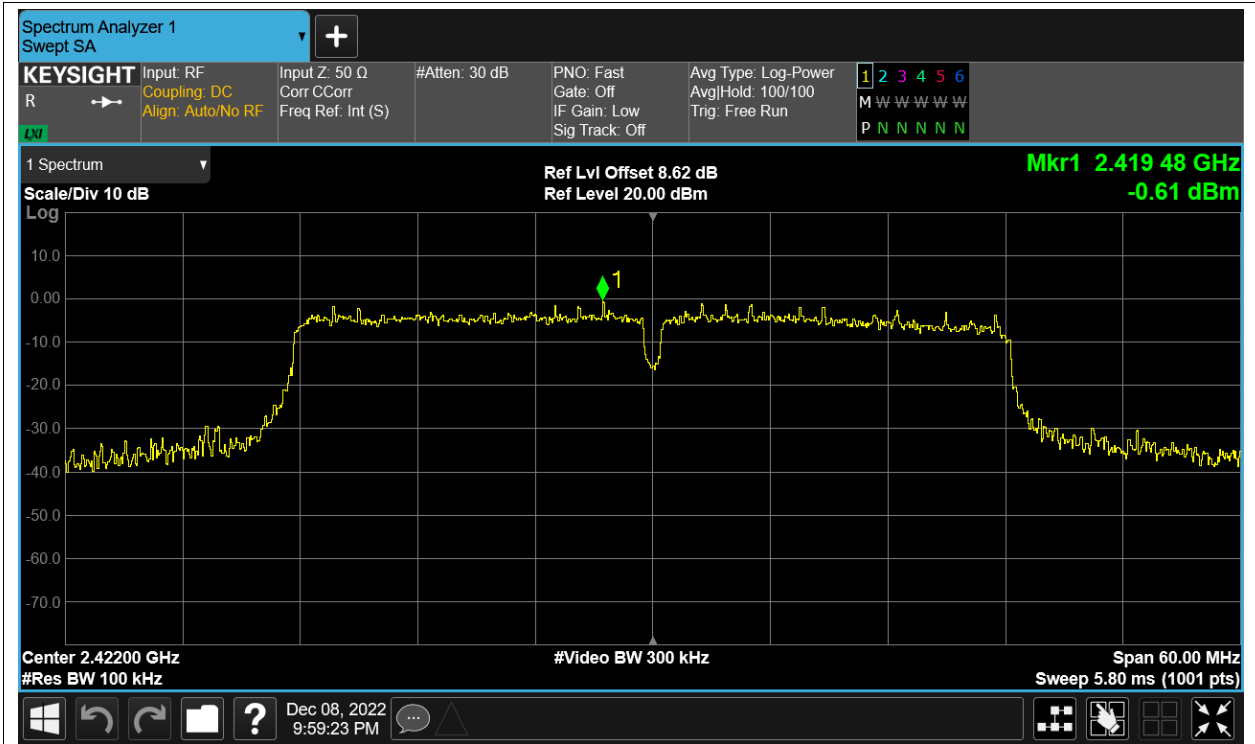 Spectrum Analyzer 1
Swept SA
+
KEYSIGHT
R
LXI
Input: RF
Coupling: DC
Align: Auto/No RF
Input Z: 50 Ω
Corr CCorr
Freq Ref: Int (S)
#Atten: 30 dB
PNO: Fast
Gate: Off
IF Gain: Low
Sig Track: Off
Avg Type: Log-Power
Avg|Hold: 100/100
Trig: Free Run
1 2 3 4 5 6
M W W W W W
P N N N N N N
1 Spectrum
Scale/Div 10 dB
Log
Ref Lvl Offset 8.62 dB
Ref Level 20.00 dBm
Mkr1 2.419 48 GHz
-0.61 dBm
1
10.0
0.00
-10.0
-20.0
-30.0
-40.0
-50.0
-60.0
-70.0
Center 2.42200 GHz
#Res BW 100 kHz
#Video BW 300 kHz
Span 60.00 MHz
Sweep 5.80 ms (1001 pts)
?
Dec 08, 2022
9:59:23 PM